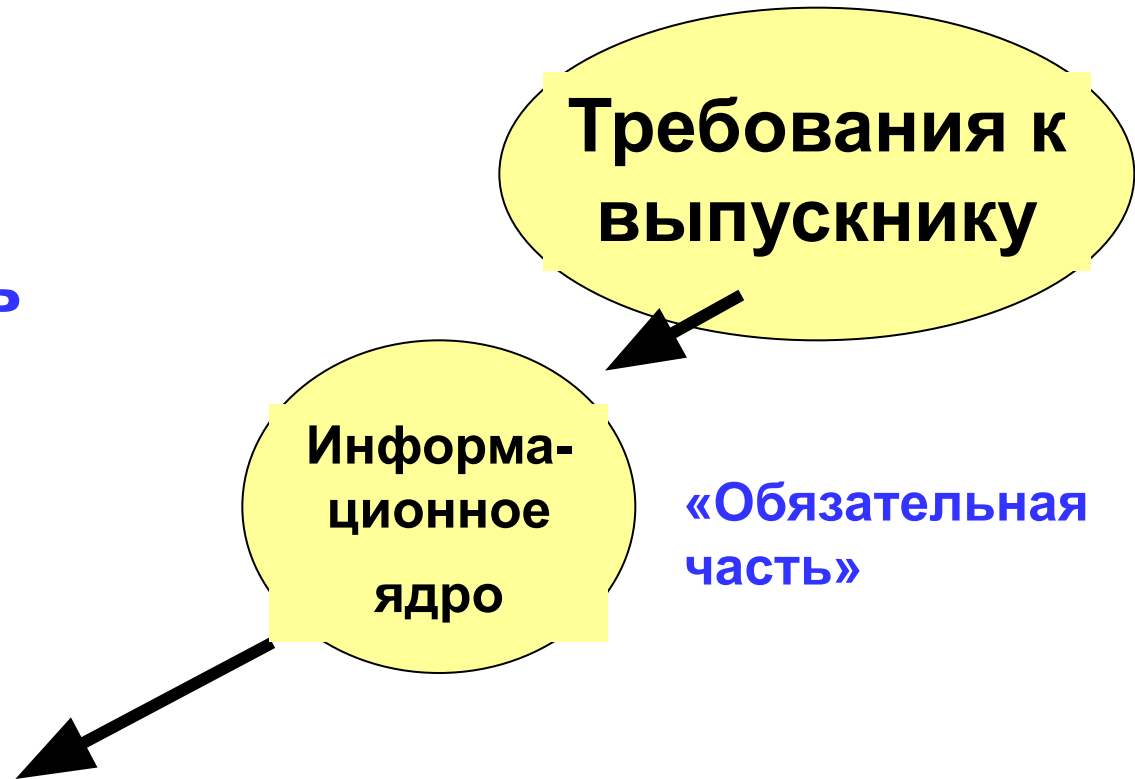 Требования к
выпускнику
ь
Информа-
ционное
ядро
«Обязательная
часть»